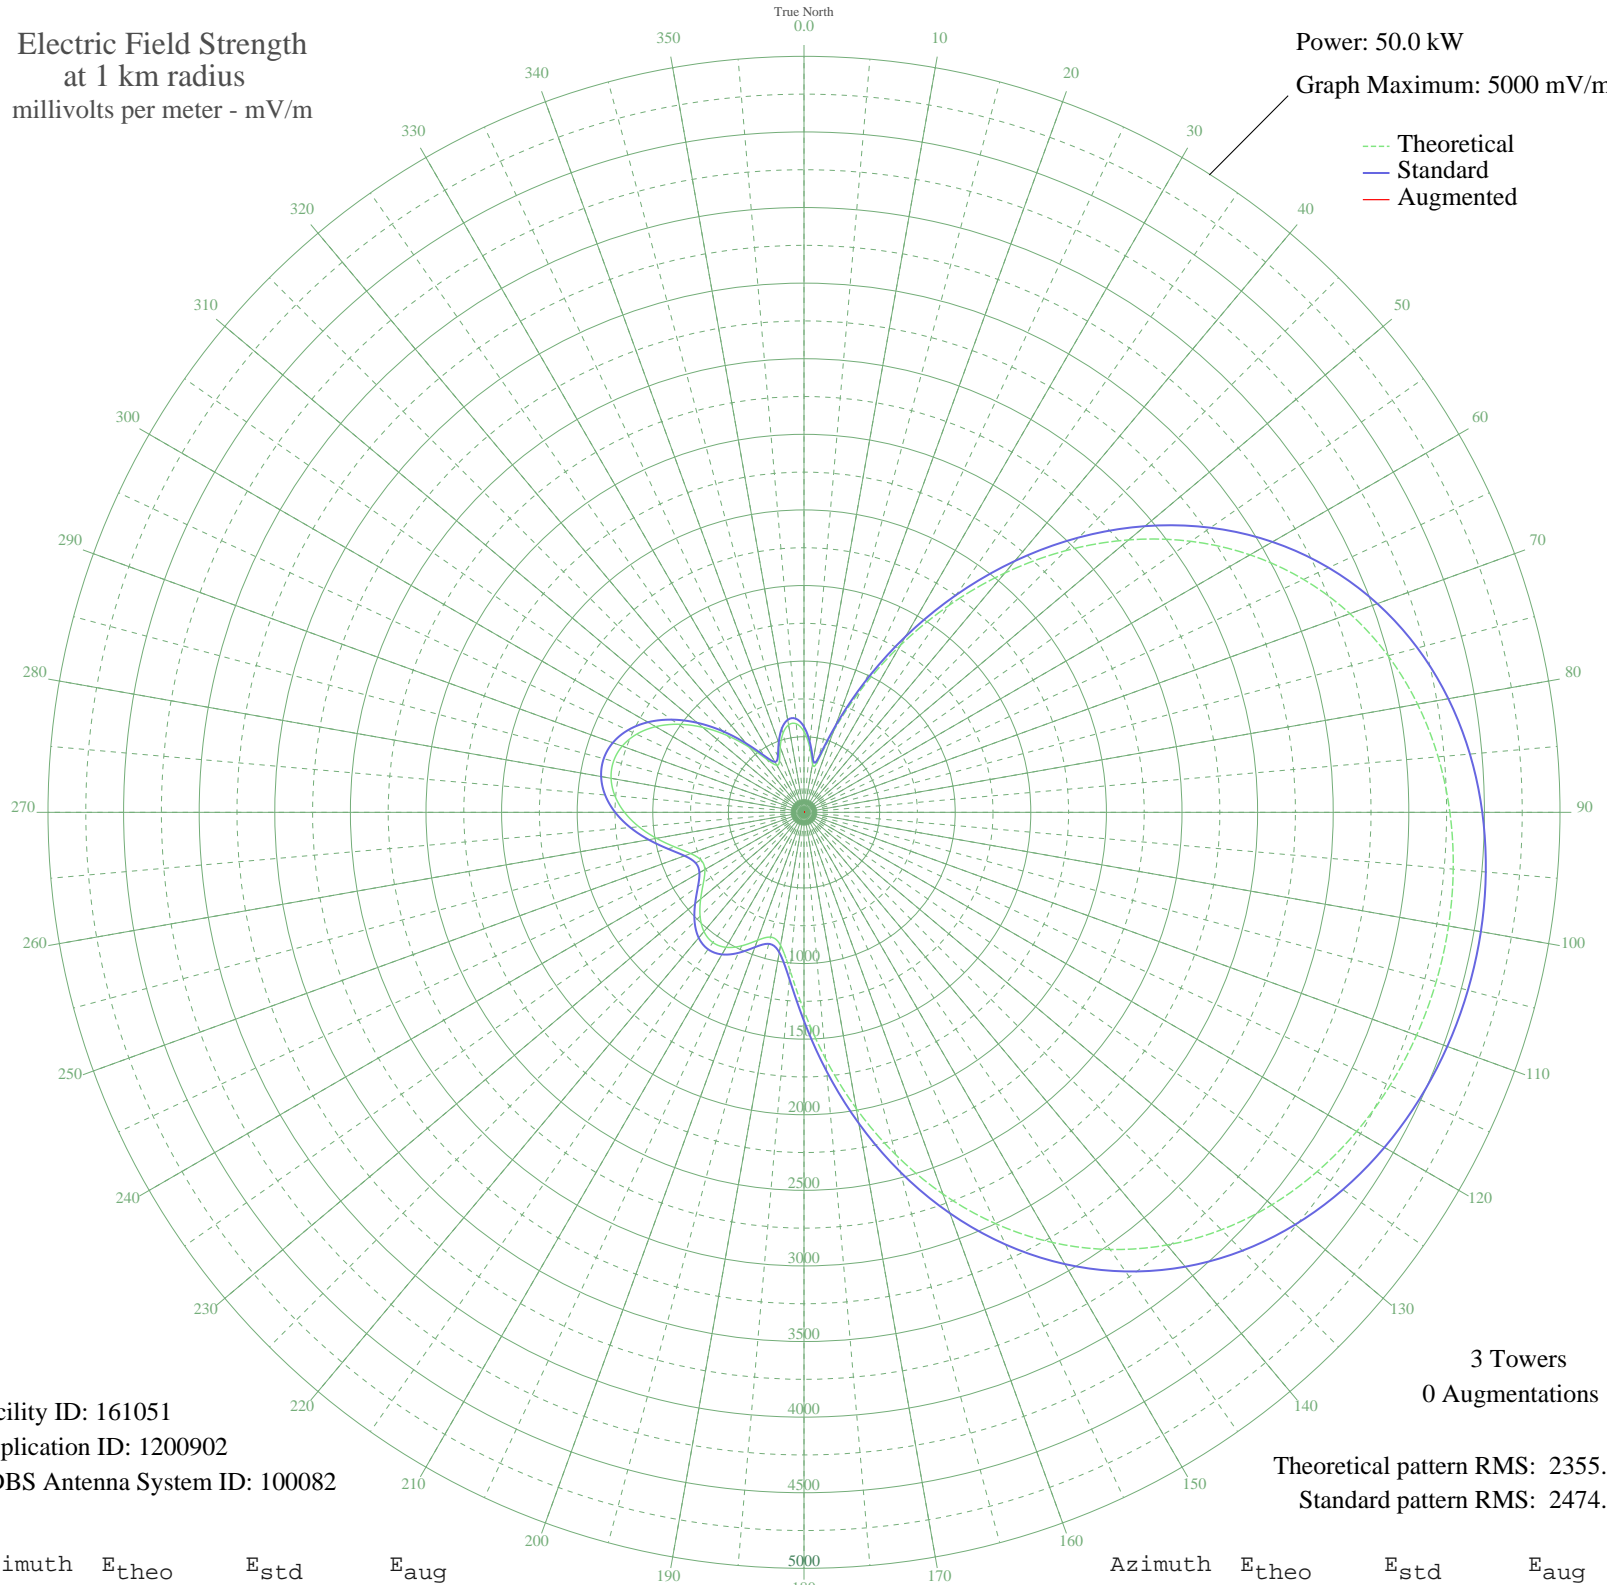 True North
0.0
Electric Field Strength
at 1 km radius
millivolts per meter - mV/m
Power: 50.0 kW
Graph Maximum: 5000 mV/m
Theoretical
Standard
Augmented
10
20
30
40
50
60
70
80
90
100
110
120
130
140
150
160
170
190
200
210
220
230
240
250
260
270
280
290
300
310
320
330
340
350
1000
1500
2000
2500
3000
3500
4000
4500
5000
3 Towers
0 Augmentations
cility ID: 161051
plication ID: 1200902
DBS Antenna System ID: 100082
Theoretical pattern RMS: 2355.
Standard pattern RMS: 2474.
imuth Etheo Estd Eaug
Azimuth Etheo Estd Eaug